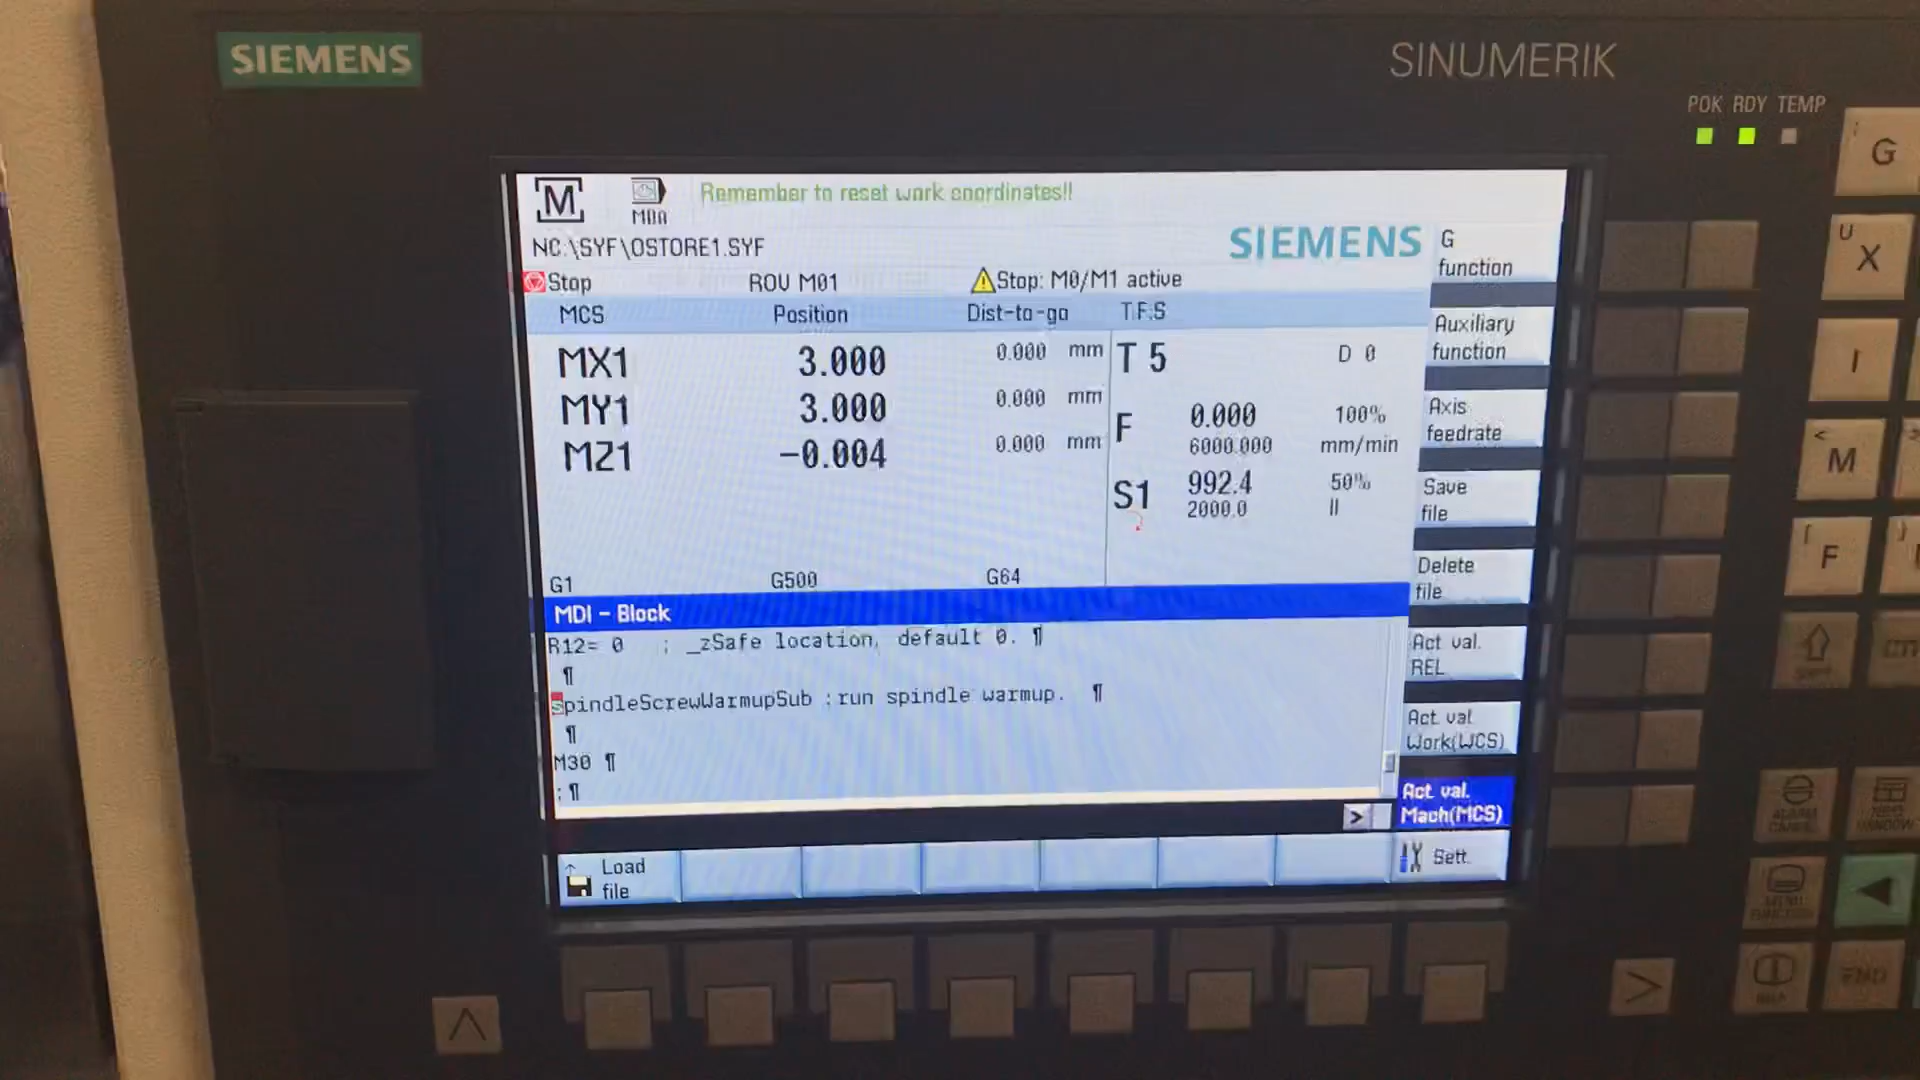 SIEMENS
SINUMERIK
POK RDY TEMP
M
MDA
Remember to reset work coordinates!!
NC:\SYF\OSTORE1.SYF
SIEMENS
Stop
ROV M01
Stop: M0/M1 active
MCS Position Dist-to-go T,F,S
MX1 3.000 0.000 mm
MY1 3.000 0.000 mm
MZ1 -0.004 0.000 mm
T 5 D 0
F 0.000 100%
6000.000 mm/min
S1 992.4 50%
2000.0
G1 G500 G64
MDI - Block
R12= 0 ; _zSafe location, default 0. ¶
¶
spindleScrewWarmupSub ;run spindle warmup. ¶
¶
M30 ¶
; ¶
G
function
Auxiliary
function
Axis
feedrate
Save
file
Delete
file
Act. val.
REL
Act. val.
Work(WCS)
Act. val.
Mach(MCS)
>
Load
file
Sett.
G
U
X
I
<
M
F
MENU
FUNCTION
ALARM
CANCEL
END
>